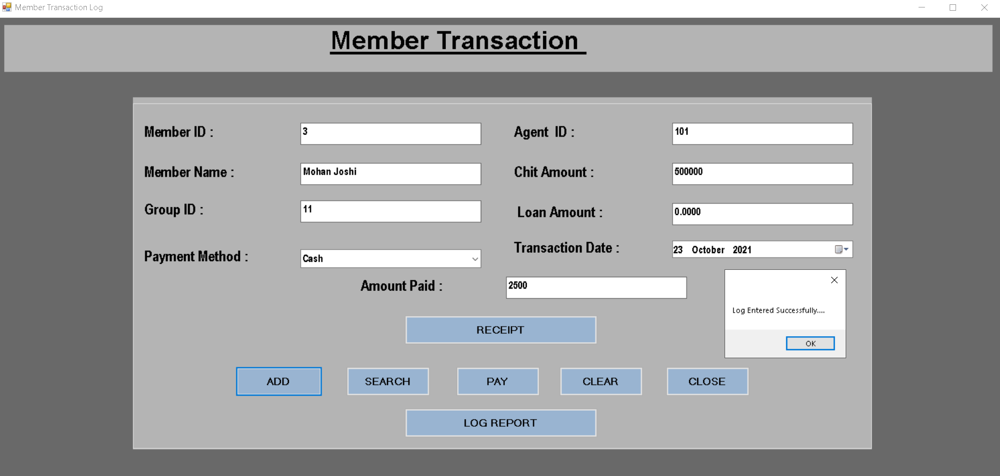 Member Transaction Log
Member Transaction
Member ID : 3 Agent ID : 101
Member Name : Mohan Joshi Chit Amount : 500000
Group ID : 11 Loan Amount : 0.0000
Payment Method : Cash Transaction Date : 23 October 2021
Amount Paid : 2500
Log Entered Successfully....
OK
RECEIPT
ADD SEARCH PAY CLEAR CLOSE
LOG REPORT